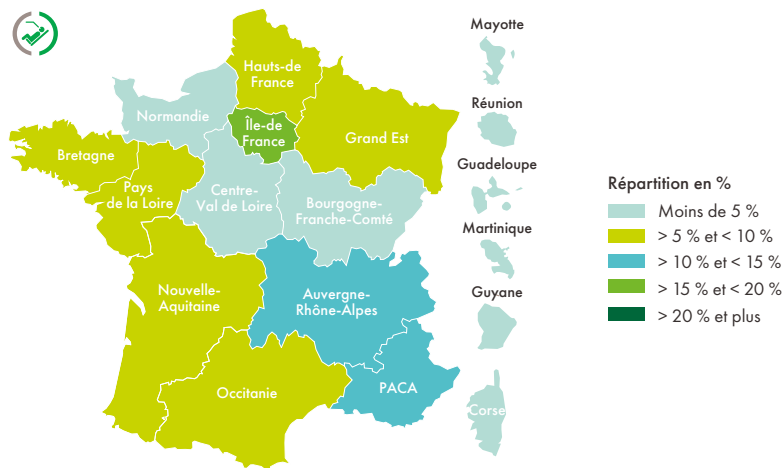 Mayotte
Hauts-de
France
Réunion
Normandie
Île-de
France
Grand Est
Bretagne
Guadeloupe
Pays
de la Loire
Centre-
Val de Loire
Bourgogne-
Franche-Comté
Martinique
Nouvelle-
Aquitaine
Auvergne-
Rhône-Alpes
Guyane
Occitanie
PACA
Corse
Répartition en %
Moins de 5 %
> 5 % et < 10 %
> 10 % et < 15 %
> 15 % et < 20 %
> 20 % et plus